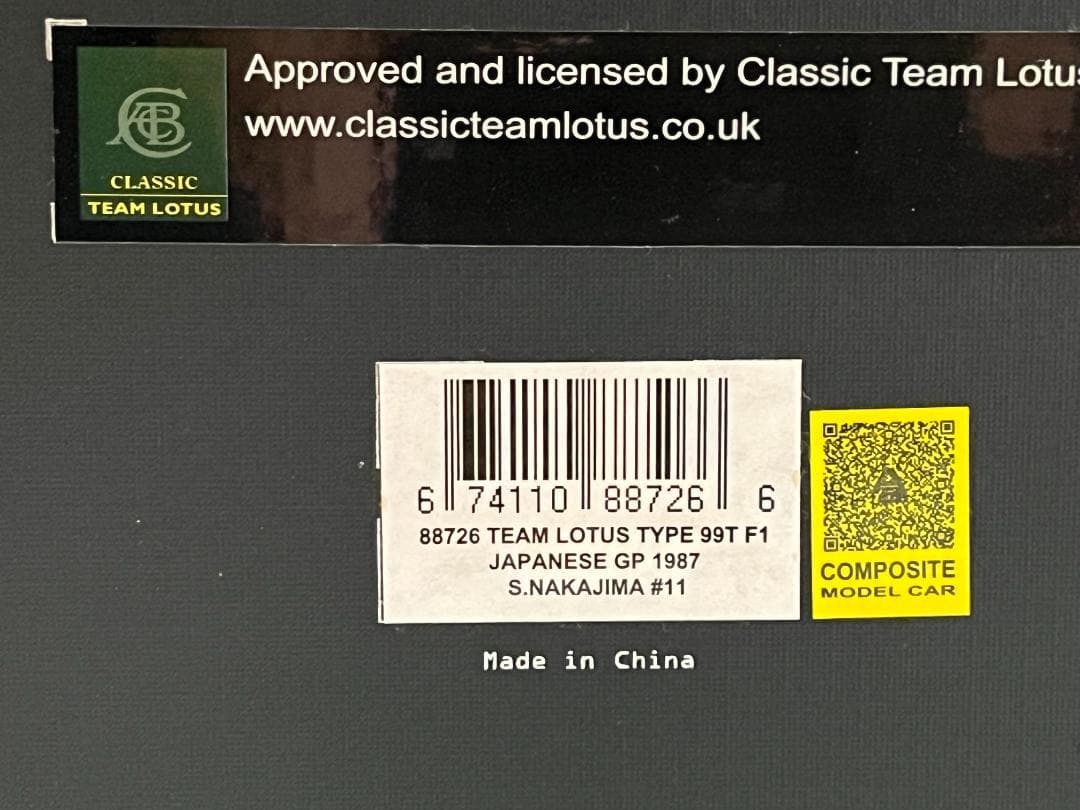 Approved and licensed by Classic Team Lotus
www.classicteamlotus.co.uk
CLASSIC
TEAM LOTUS
6 74110 88726 6
88726 TEAM LOTUS TYPE 99T F1
JAPANESE GP 1987
S.NAKAJIMA #11
COMPOSITE
MODEL CAR
Made in China